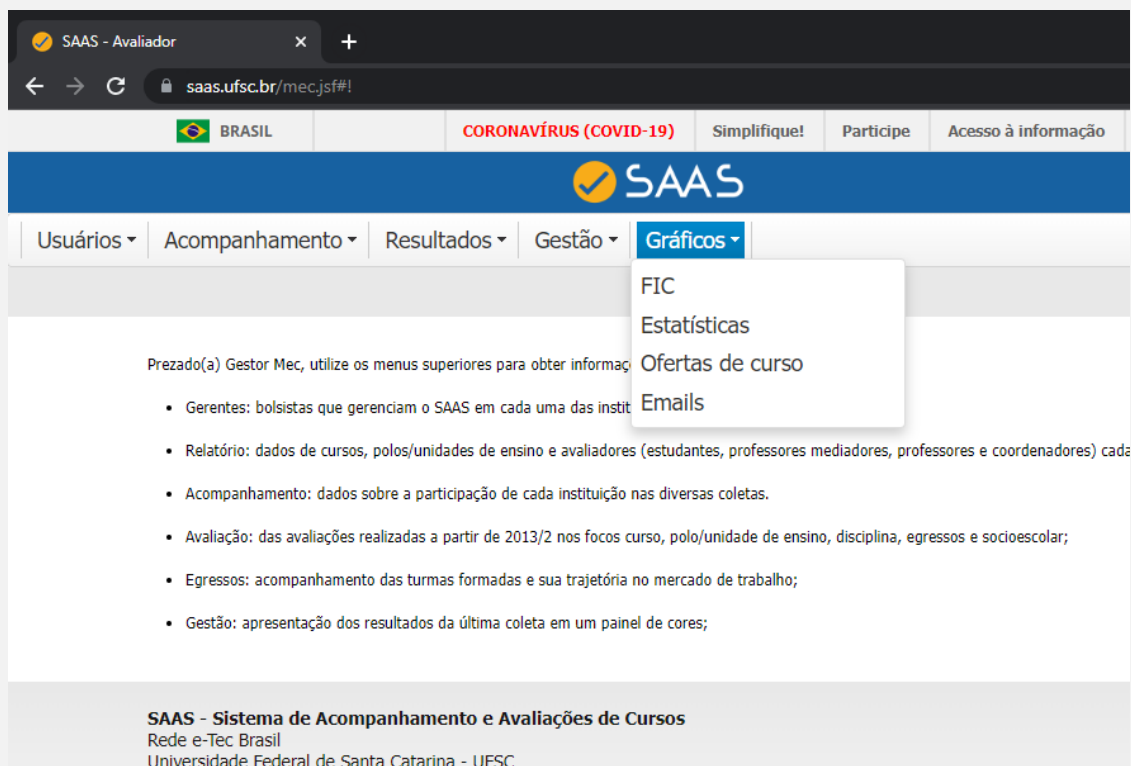 SAAS - Avaliador
saas.ufsc.br/mec.jsf#!
BRASIL CORONAVÍRUS (COVID-19) Simplifique! Participe Acesso à informação
SAAS
Usuários Acompanhamento Resultados Gestão Gráficos
FIC
Estatísticas
Ofertas de curso
Emails
Prezado(a) Gestor Mec, utilize os menus superiores para obter
Gerentes: bolsistas que gerenciam o SAAS em cada uma das
Relatório: dados de cursos, polos/unidades de ensino e avaliadores (estudantes, professores mediadores, professores e coordenadores)
Acompanhamento: dados sobre a participação de cada instituição nas diversas coletas.
Avaliação: das avaliações realizadas a partir de 2013/2 nos focos curso, polo/unidade de ensino, disciplina, egressos e socioescolar;
Egressos: acompanhamento das turmas formadas e sua trajetória no mercado de trabalho;
Gestão: apresentação dos resultados da última coleta em um painel de cores;
SAAS - Sistema de Acompanhamento e Avaliações de Cursos
Rede e-Tec Brasil
Universidade Federal de Santa Catarina - UFSC